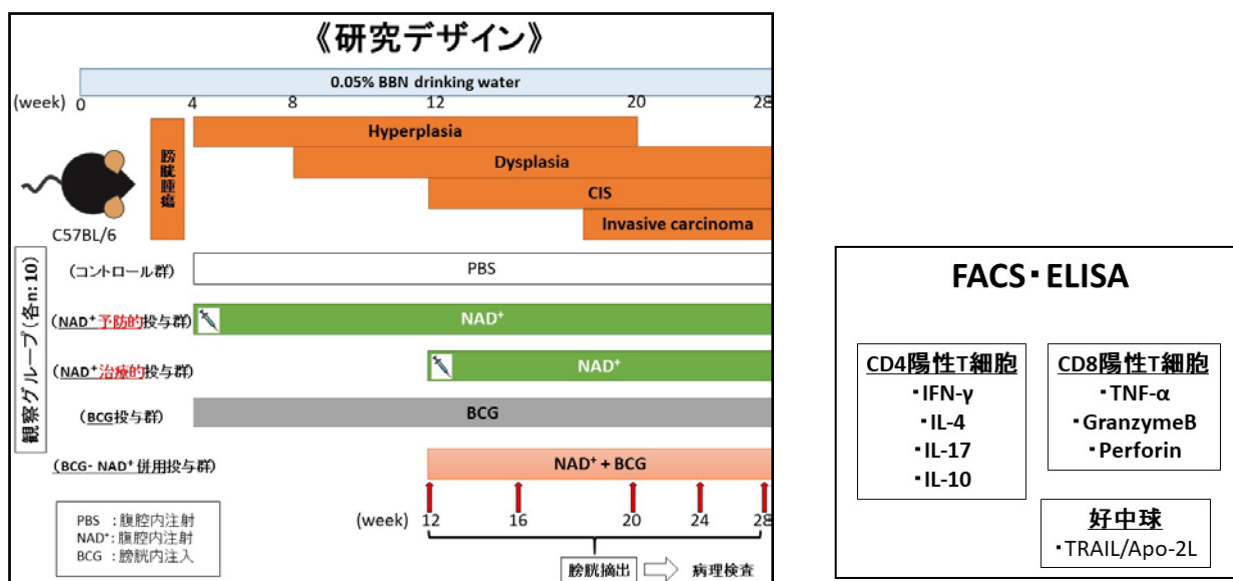 《研究デザイン》
0.05% BBN drinking water
(week) 0 4 8 12 20 28
Hyperplasia
Dysplasia
CIS
Invasive carcinoma
膀胱腫瘍
C57BL/6
観察グループ(各n: 10)
(コントロール群) PBS
(NAD⁺予防的投与群) NAD⁺
(NAD⁺治療的投与群) NAD⁺
(BCG投与群) BCG
(BCG- NAD⁺併用投与群) NAD⁺ + BCG
(week) 12 16 20 24 28
PBS :腹腔内注射
NAD⁺:腹腔内注射
BCG :膀胱内注入
膀胱摘出 病理検査
FACS・ELISA
CD4陽性T細胞
・IFN-γ
・IL-4
・IL-17
・IL-10
CD8陽性T細胞
・TNF-α
・GranzymeB
・Perforin
好中球
・TRAIL/Apo-2L